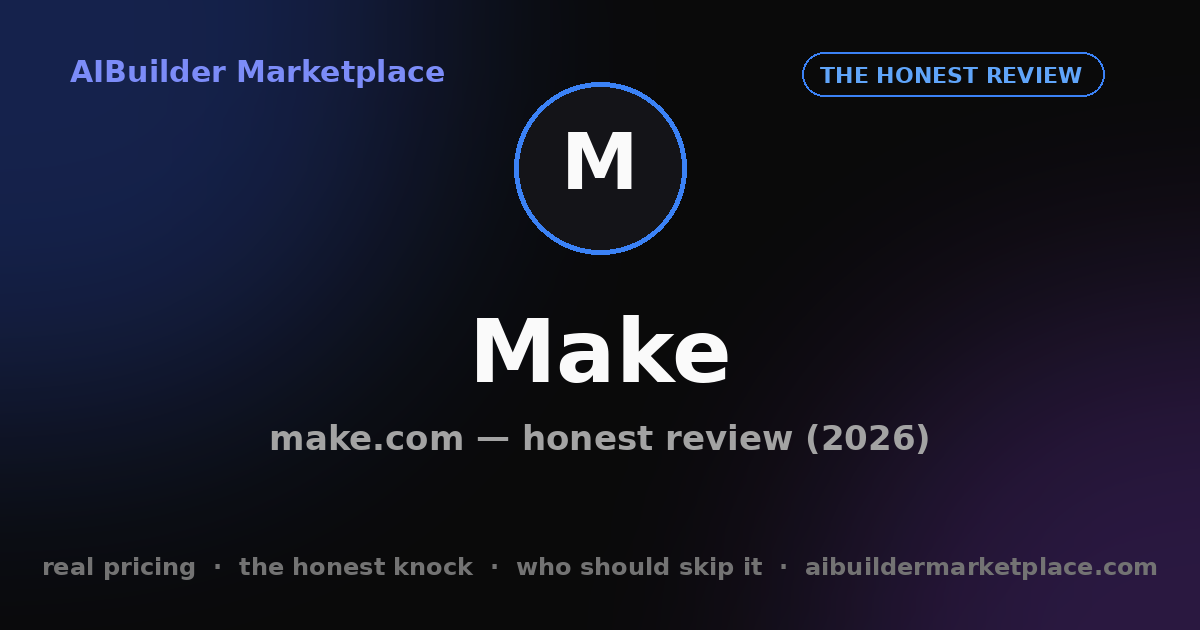 AIBuilder Marketplace
THE HONEST REVIEW
M
Make
make.com — honest review (2026)
real pricing · the honest knock · who should skip it · aibuildermarketplace.com